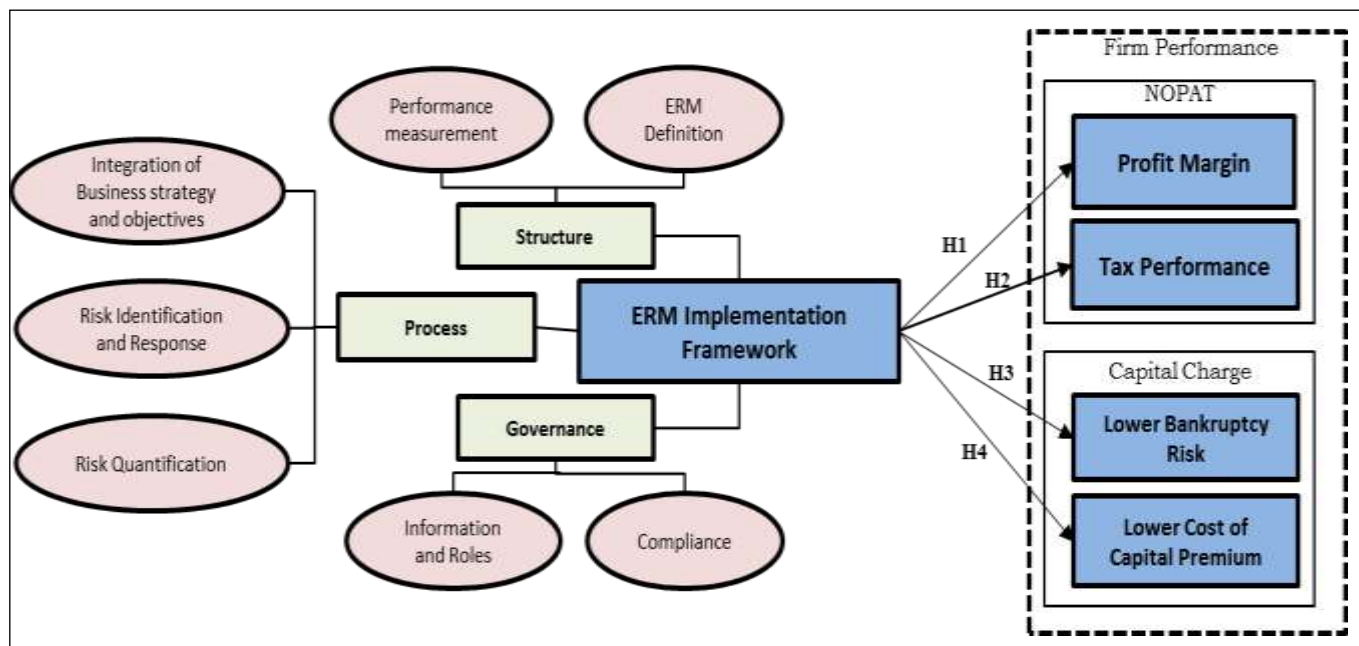 Performance
measurement
ERM
Definition
Integration of
Business strategy
and objectives
Structure
Risk Identification
and Response
Process
ERM Implementation
Framework
Governance
Risk Quantification
Information
and Roles
Compliance
H1
H2
H3
H4
Firm Performance
NOPAT
Profit Margin
Tax Performance
Capital Charge
Lower Bankruptcy
Risk
Lower Cost of
Capital Premium